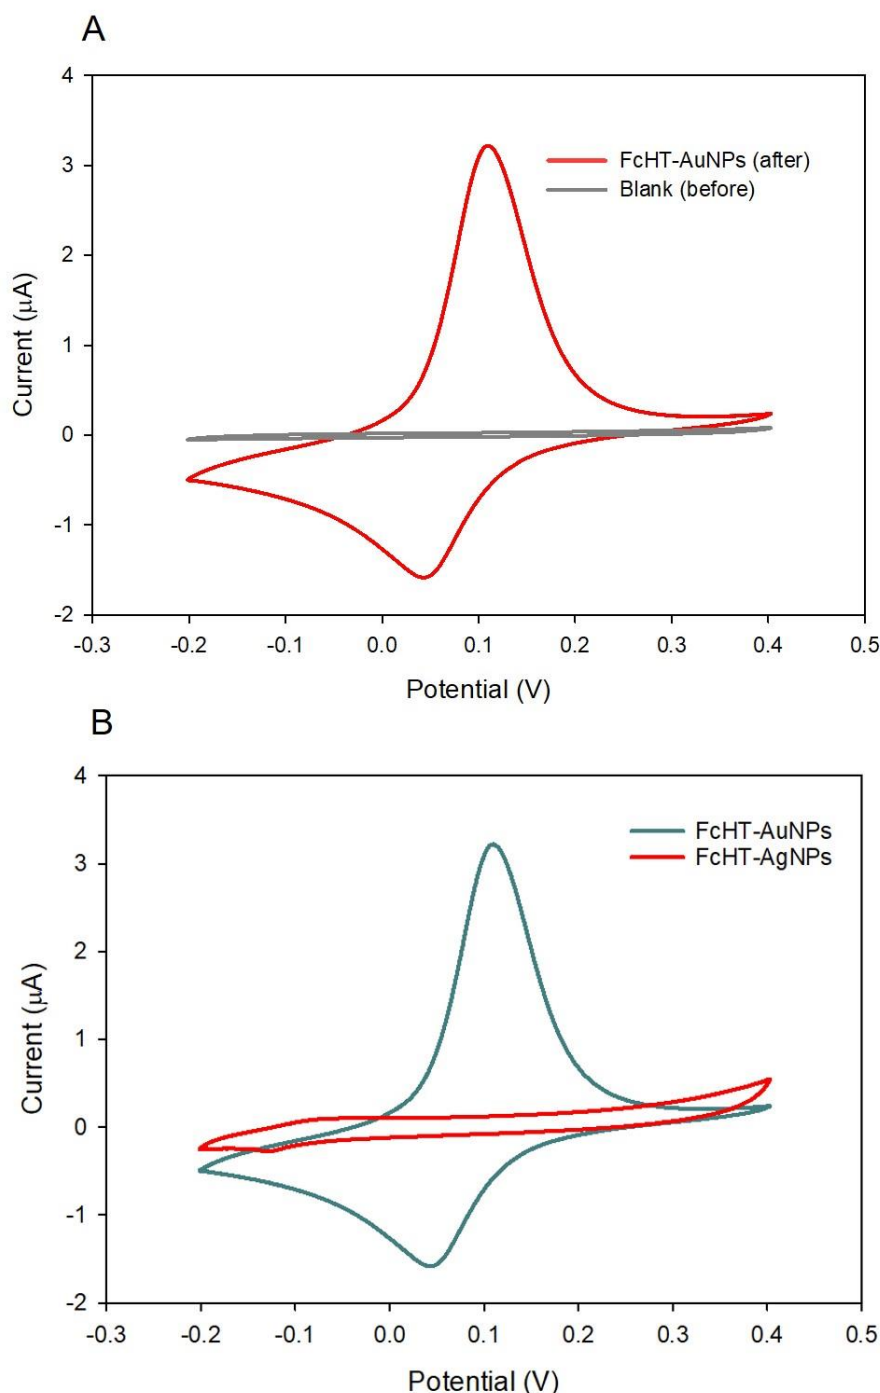 A
4
3
2
1
0
-1
-2
Current (μA)
FcHT-AuNPs (after)
Blank (before)
-0.3 -0.2 -0.1 0.0 0.1 0.2 0.3 0.4 0.5
Potential (V)
B
4
3
2
1
0
-1
-2
Current (μA)
FcHT-AuNPs
FcHT-AgNPs
-0.3 -0.2 -0.1 0.0 0.1 0.2 0.3 0.4 0.5
Potential (V)